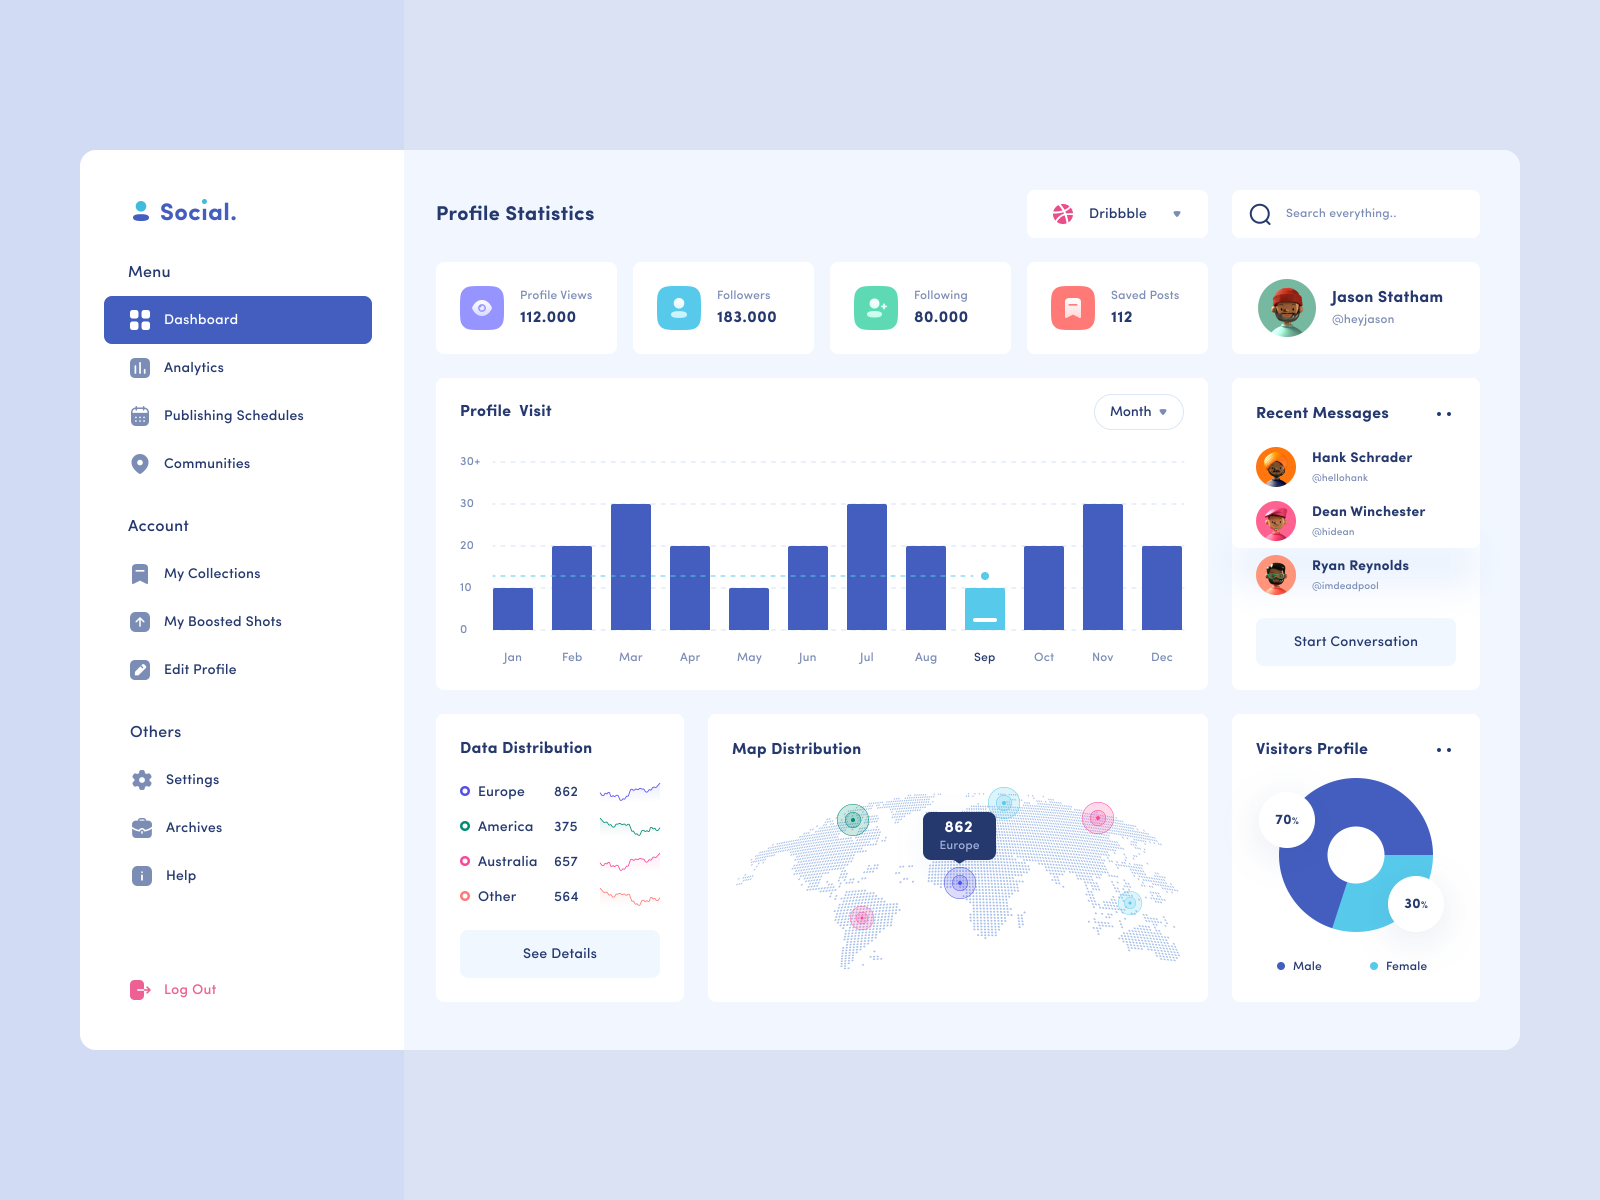 Social.
Menu
Dashboard
Analytics
Publishing Schedules
Communities
Account
My Collections
My Boosted Shots
Edit Profile
Others
Settings
Archives
Help
Log Out
Profile Statistics
Dribbble
Search everything..
Profile Views
112.000
Followers
183.000
Following
80.000
Saved Posts
112
Jason Statham
@heyjason
Profile Visit
Month
30+
30
20
10
0
Jan Feb Mar Apr May Jun Jul Aug Sep Oct Nov Dec
Recent Messages
Hank Schrader
@hellohank
Dean Winchester
@hidean
Ryan Reynolds
@imdeadpool
Start Conversation
Data Distribution
Europe 862
America 375
Australia 657
Other 564
See Details
Map Distribution
862
Europe
Visitors Profile
70%
30%
Male Female